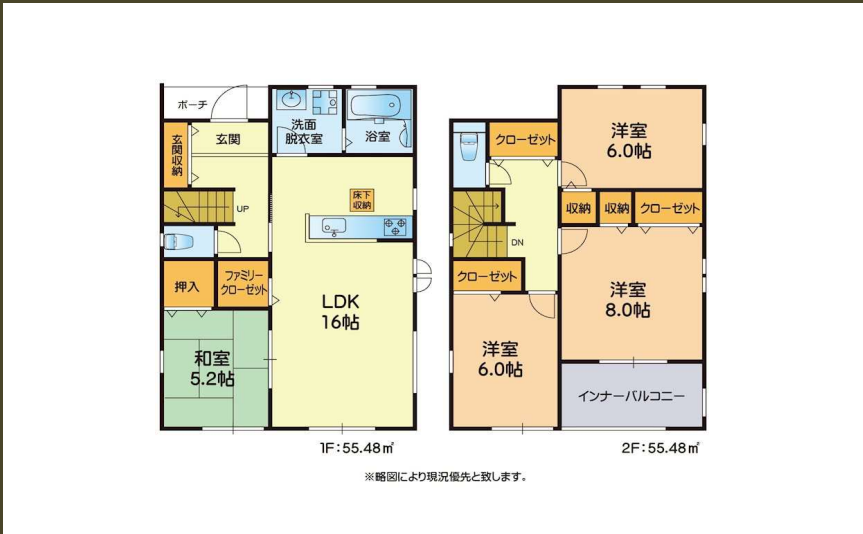 ポーチ
玄関
玄関収納
洗面
脱衣室
浴室
UP
床下
収納
押入
ファミリー
クローゼット
LDK
16帖
和室
5.2帖
1F:55.48㎡
クローゼット
洋室
6.0帖
収納
収納
クローゼット
DN
クローゼット
洋室
8.0帖
洋室
6.0帖
インナーバルコニー
2F:55.48㎡
※略図により現況優先と致します。